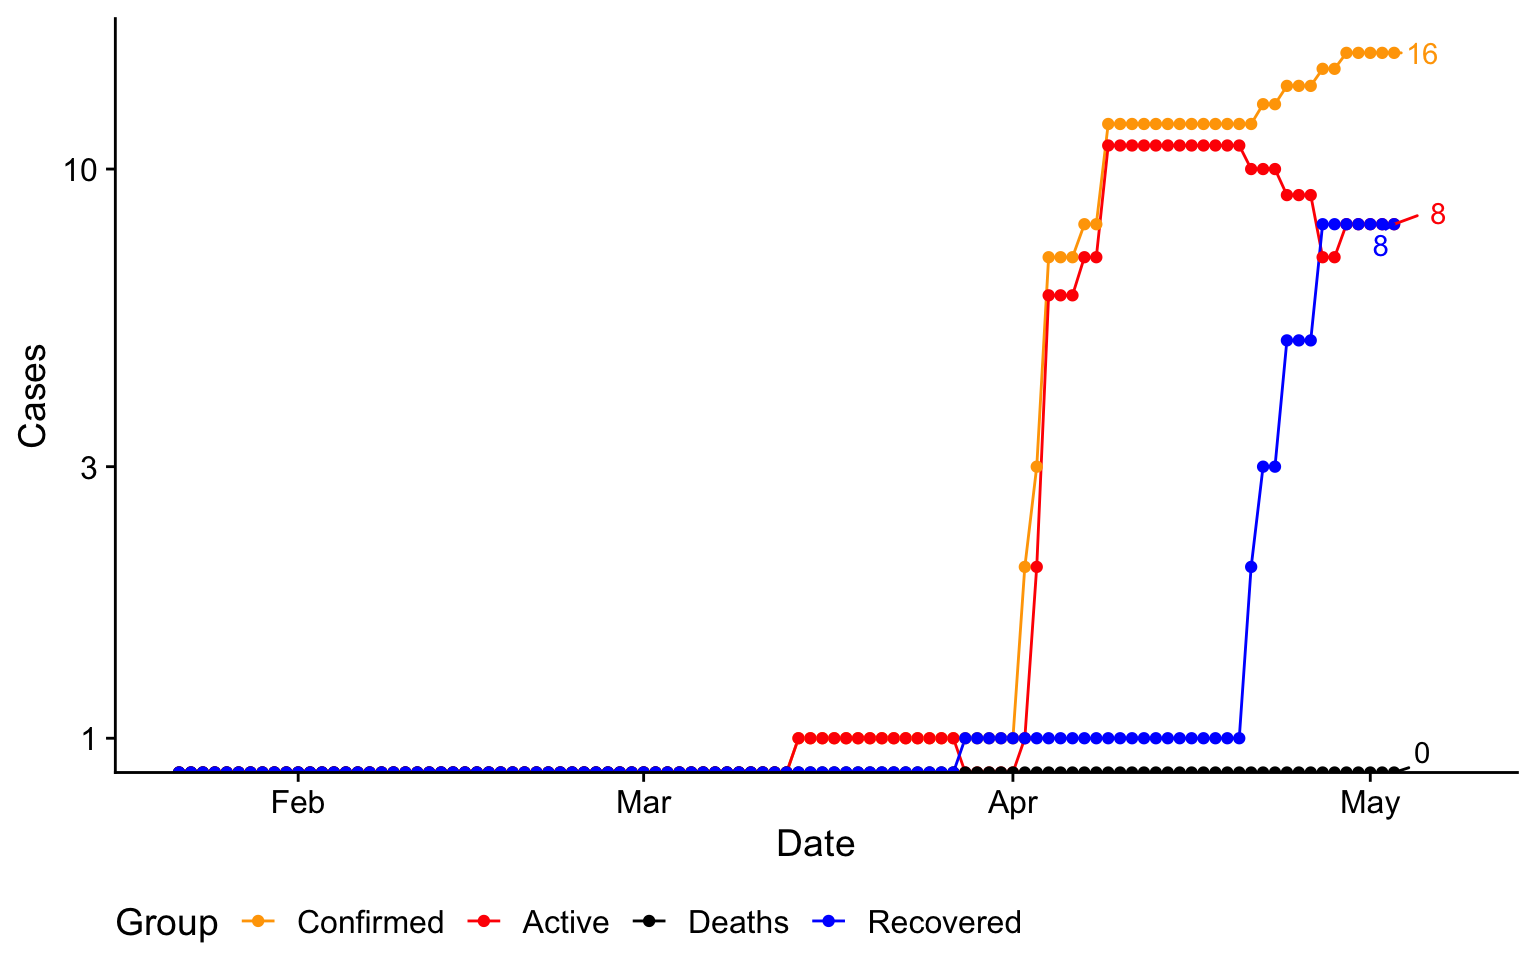 16
10
8
8
Cases
3
1
0
Feb Mar Apr May
Date
Group Confirmed Active Deaths Recovered